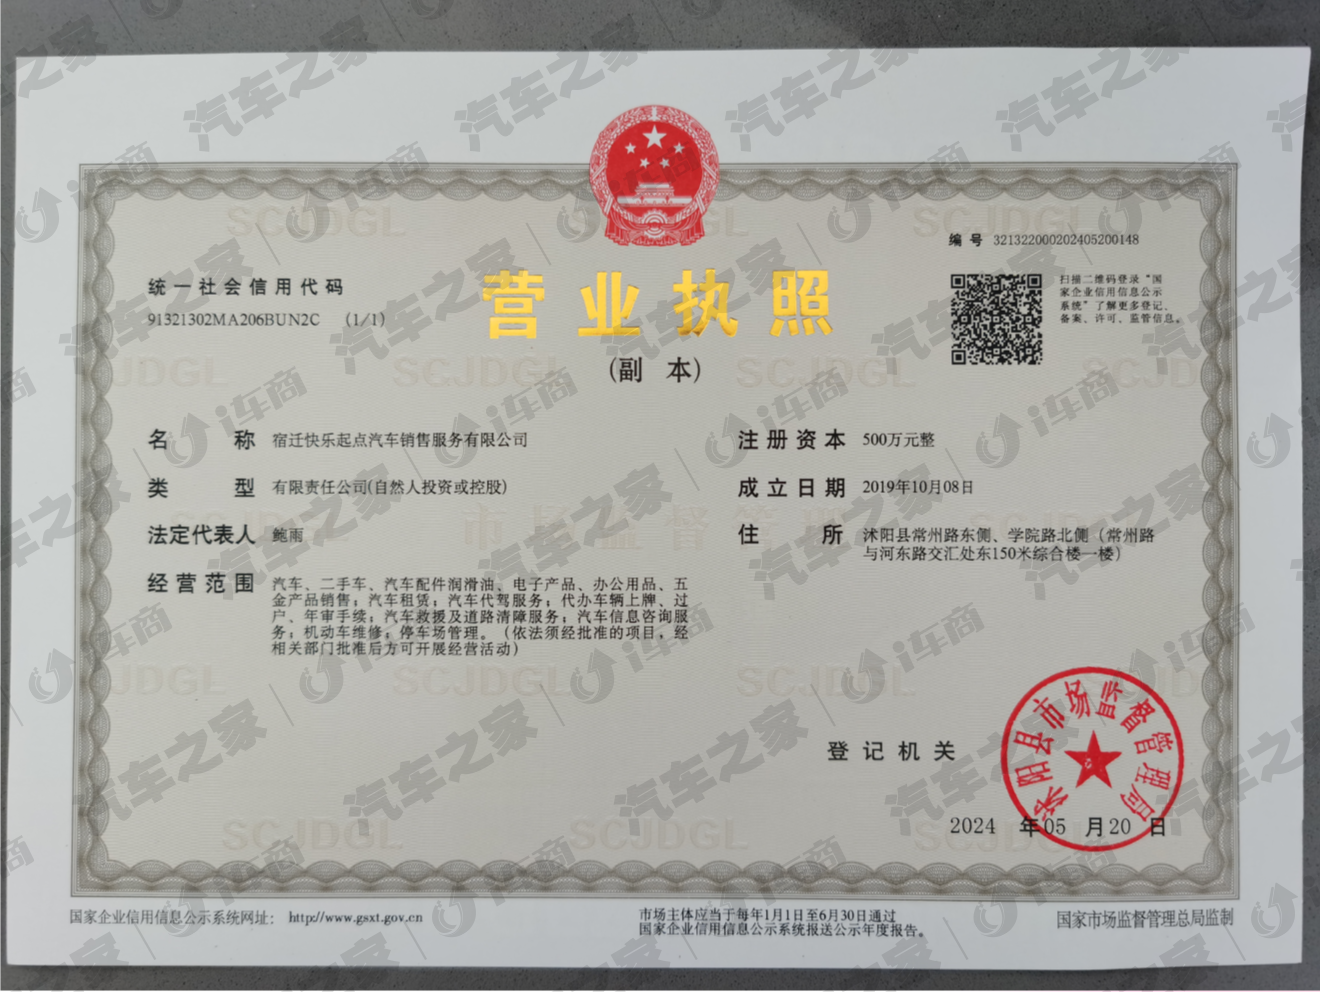 编号 321322000202405200148
统一社会信用代码
91321302MA206BUN2C (1/1)
营业执照
(副 本)
扫描二维码登录“国
家企业信用信息公示
系统”了解更多登记、
备案、许可、监管信息。
名称 宿迁快乐起点汽车销售服务有限公司
类型 有限责任公司(自然人投资或控股)
法定代表人 鲍雨
经营范围 汽车、二手车、汽车配件润滑油、电子产品、办公用品、五
金产品销售；汽车租赁；汽车代驾服务；代办车辆上牌、过
户、年审手续；汽车救援及道路清障服务；汽车信息咨询服
务；机动车维修；停车场管理。（依法须经批准的项目，经
相关部门批准后方可开展经营活动）
注册资本 500万元整
成立日期 2019年10月08日
住所 沭阳县常州路东侧、学院路北侧（常州路
与河东路交汇处东150米综合楼一楼）
登记机关
沭阳县市场监督管理局
2024 年05 月20 日
国家企业信用信息公示系统网址： http://www.gsxt.gov.cn
市场主体应当于每年1月1日至6月30日通过
国家企业信用信息公示系统报送公示年度报告。
国家市场监督管理总局监制
汽车之家
i车商
SCJDGL